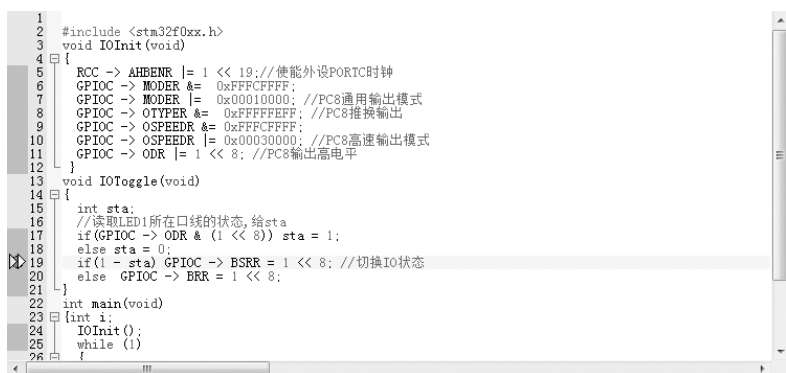 1
2 #include <stm32f0xx.h>
3 void IOInit(void)
4 {
5 RCC -> AHBENR |= 1 << 19;//使能外设PORTC时钟
6 GPIOC -> MODER &= 0xFFFCFFFF;
7 GPIOC -> MODER |= 0x00010000; //PC8通用输出模式
8 GPIOC -> OTYPER &= 0xFFFFFEFF; //PC8推换输出
9 GPIOC -> OSPEEDR &= 0xFFFCFFFF;
10 GPIOC -> OSPEEDR |= 0x00030000; //PC8高速输出模式
11 GPIOC -> ODR |= 1 << 8; //PC8输出高电平
12 }
13 void IOToggle(void)
14 {
15 int sta;
16 //读取LED1所在口线的状态,给sta
17 if(GPIOC -> ODR & (1 << 8)) sta = 1;
18 else sta = 0;
19 if(1 - sta) GPIOC -> BSRR = 1 << 8; //切换IO状态
20 else GPIOC -> BRR = 1 << 8;
21 }
22 int main(void)
23 {int i;
24 IOInit();
25 while (1)
26 {